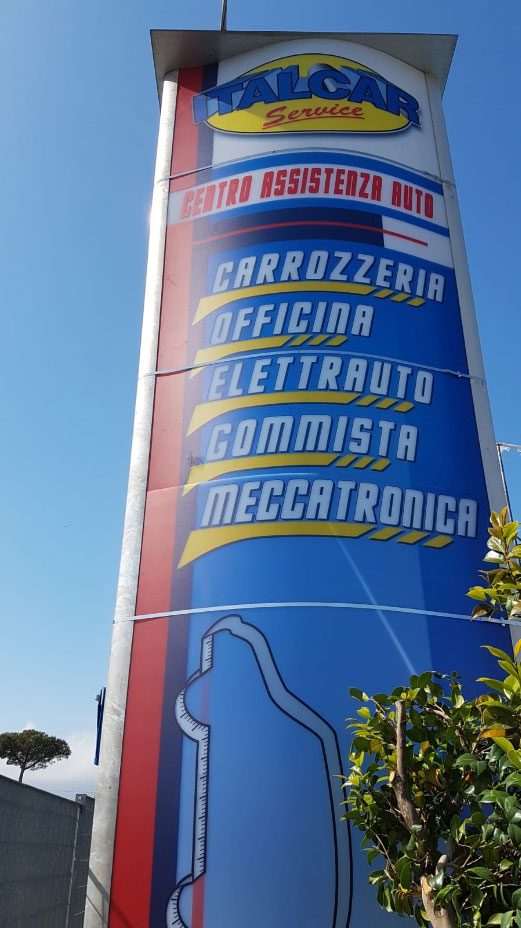 ITALCAR
Service
CENTRO ASSISTENZA AUTO
CARROZZERIA
OFFICINA
ELETTRAUTO
GOMMISTA
MECCATRONICA